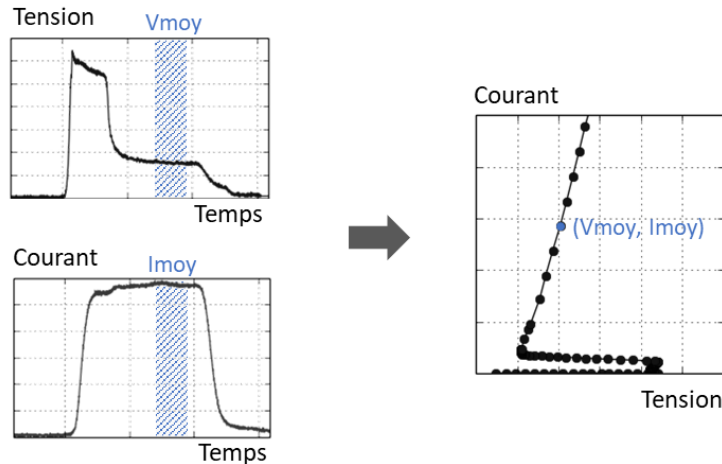 Tension
Vmoy
Temps
Courant
Imoy
Temps
Courant
(Vmoy, Imoy)
Tension